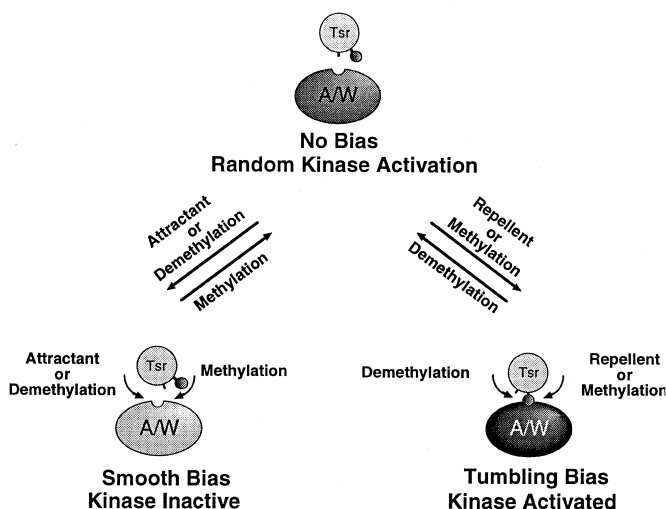 Tsr
A/W
No Bias
Random Kinase Activation
Attractant
or
Demethylation
Methylation
Repellent
or
Methylation
Demethylation
Attractant
or
Demethylation
Tsr
Methylation
A/W
Smooth Bias
Kinase Inactive
Demethylation
Tsr
Repellent
or
Methylation
A/W
Tumbling Bias
Kinase Activated